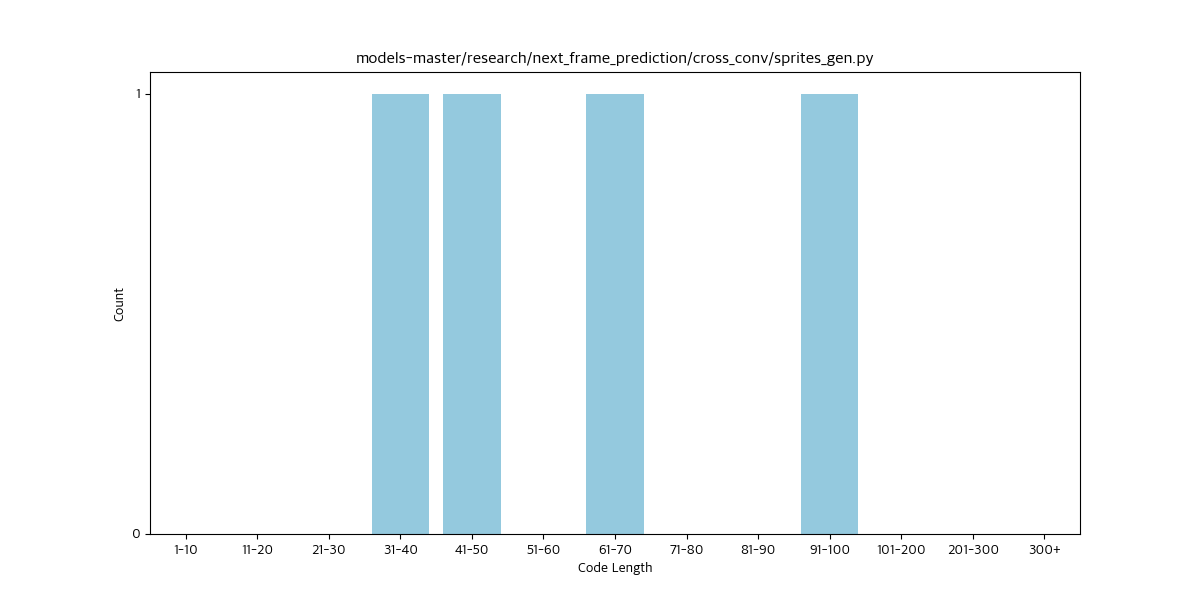 models-master/research/next_frame_prediction/cross_conv/sprites_gen.py
1
Count
0
1-10 11-20 21-30 31-40 41-50 51-60 61-70 71-80 81-90 91-100 101-200 201-300 300+
Code Length